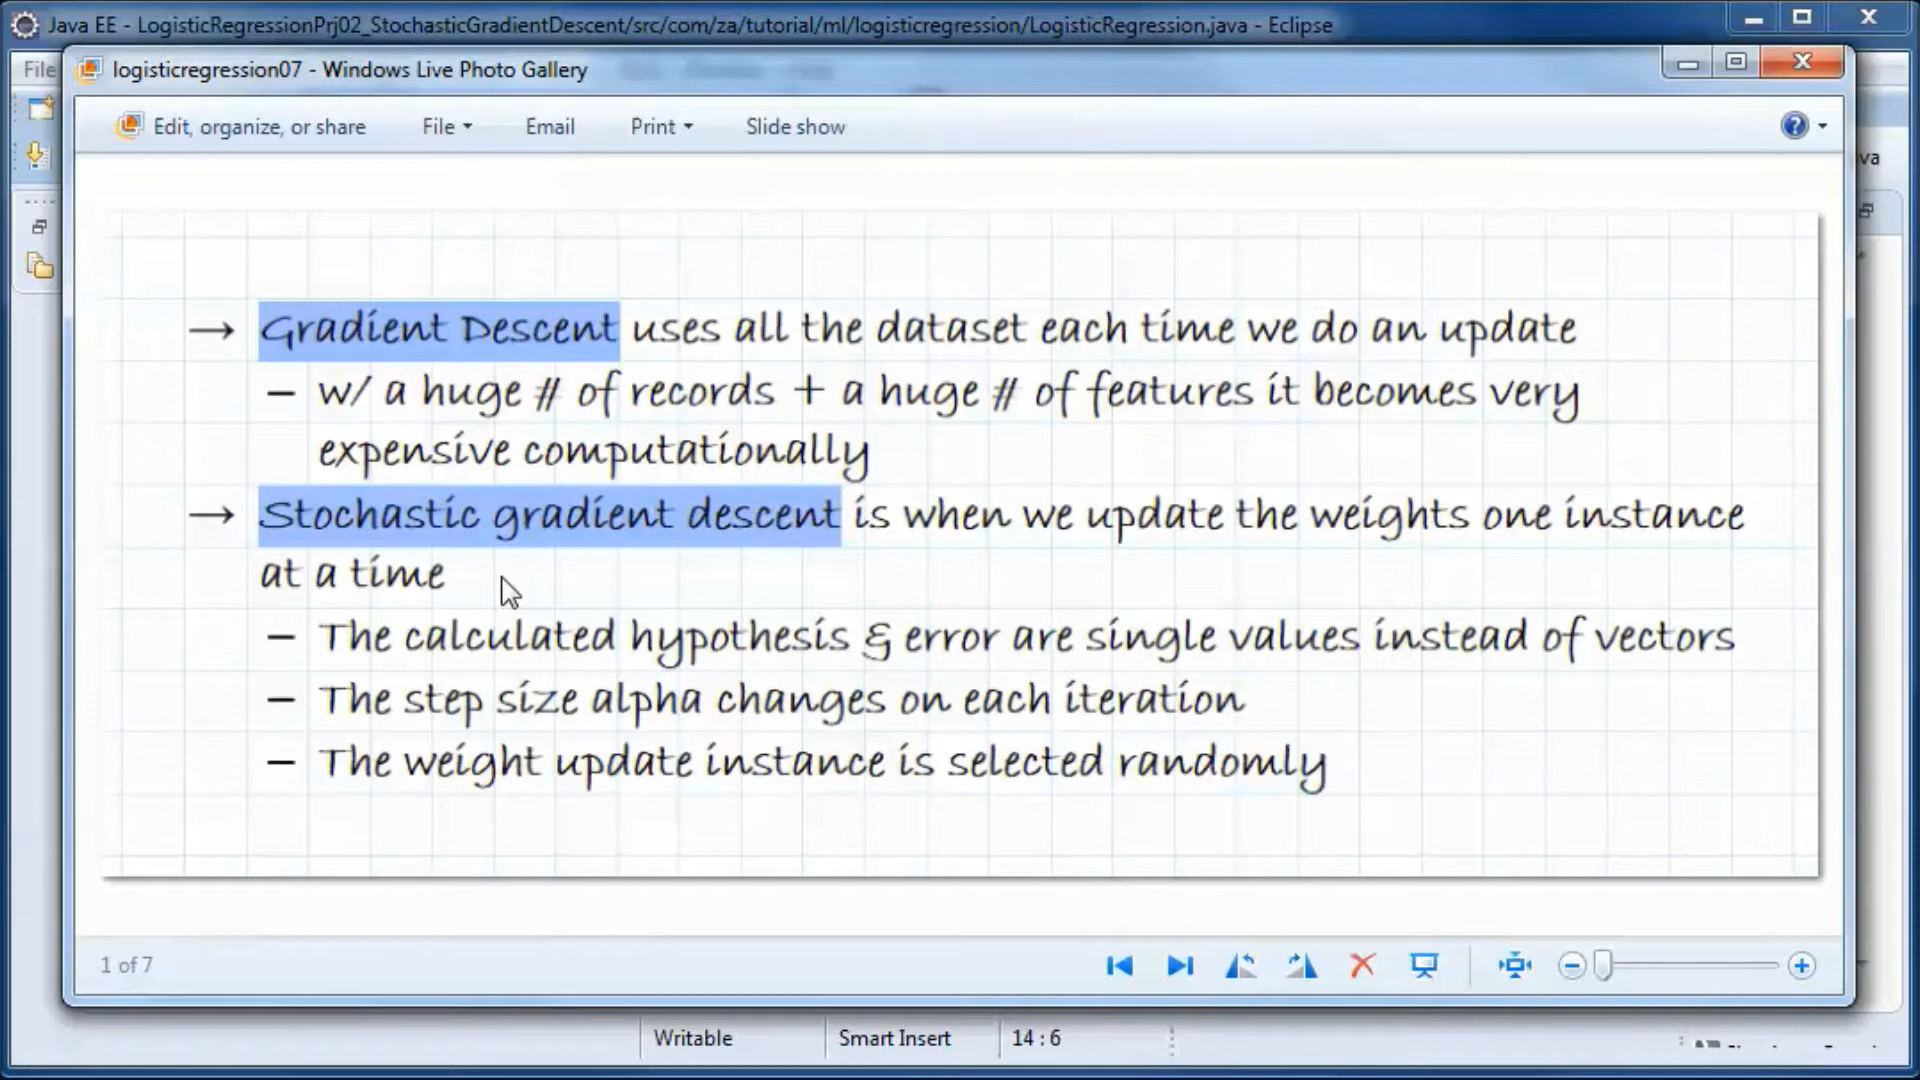 Java EE - LogisticRegressionPrj02_StochasticGradientDescent/src/com/za/tutorial/ml/logisticregression/LogisticRegression.java - Eclipse
File
logisticregression07 - Windows Live Photo Gallery
Edit, organize, or share File Email Print Slide show
va
→ Gradient Descent uses all the dataset each time we do an update
– w/ a huge # of records + a huge # of features it becomes very
expensive computationally
→ Stochastic gradient descent is when we update the weights one instance
at a time
– The calculated hypothesis & error are single values instead of vectors
– The step size alpha changes on each iteration
– The weight update instance is selected randomly
1 of 7
Writable Smart Insert 14 : 6